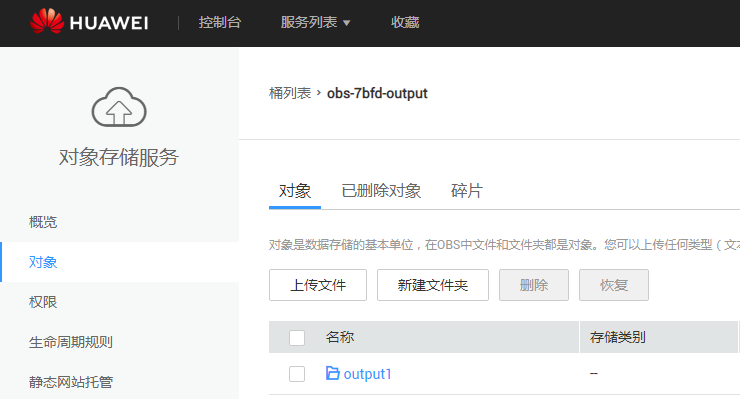 HUAWEI 控制台 服务列表 收藏
桶列表 › obs-7bfd-output
对象存储服务
对象 已删除对象 碎片
概览
对象是数据存储的基本单位，在OBS中文件和文件夹都是对象。您可以上传任何类型（文本
对象
上传文件 新建文件夹 删除 恢复
权限
名称 存储类别
生命周期规则
output1 --
静态网站托管